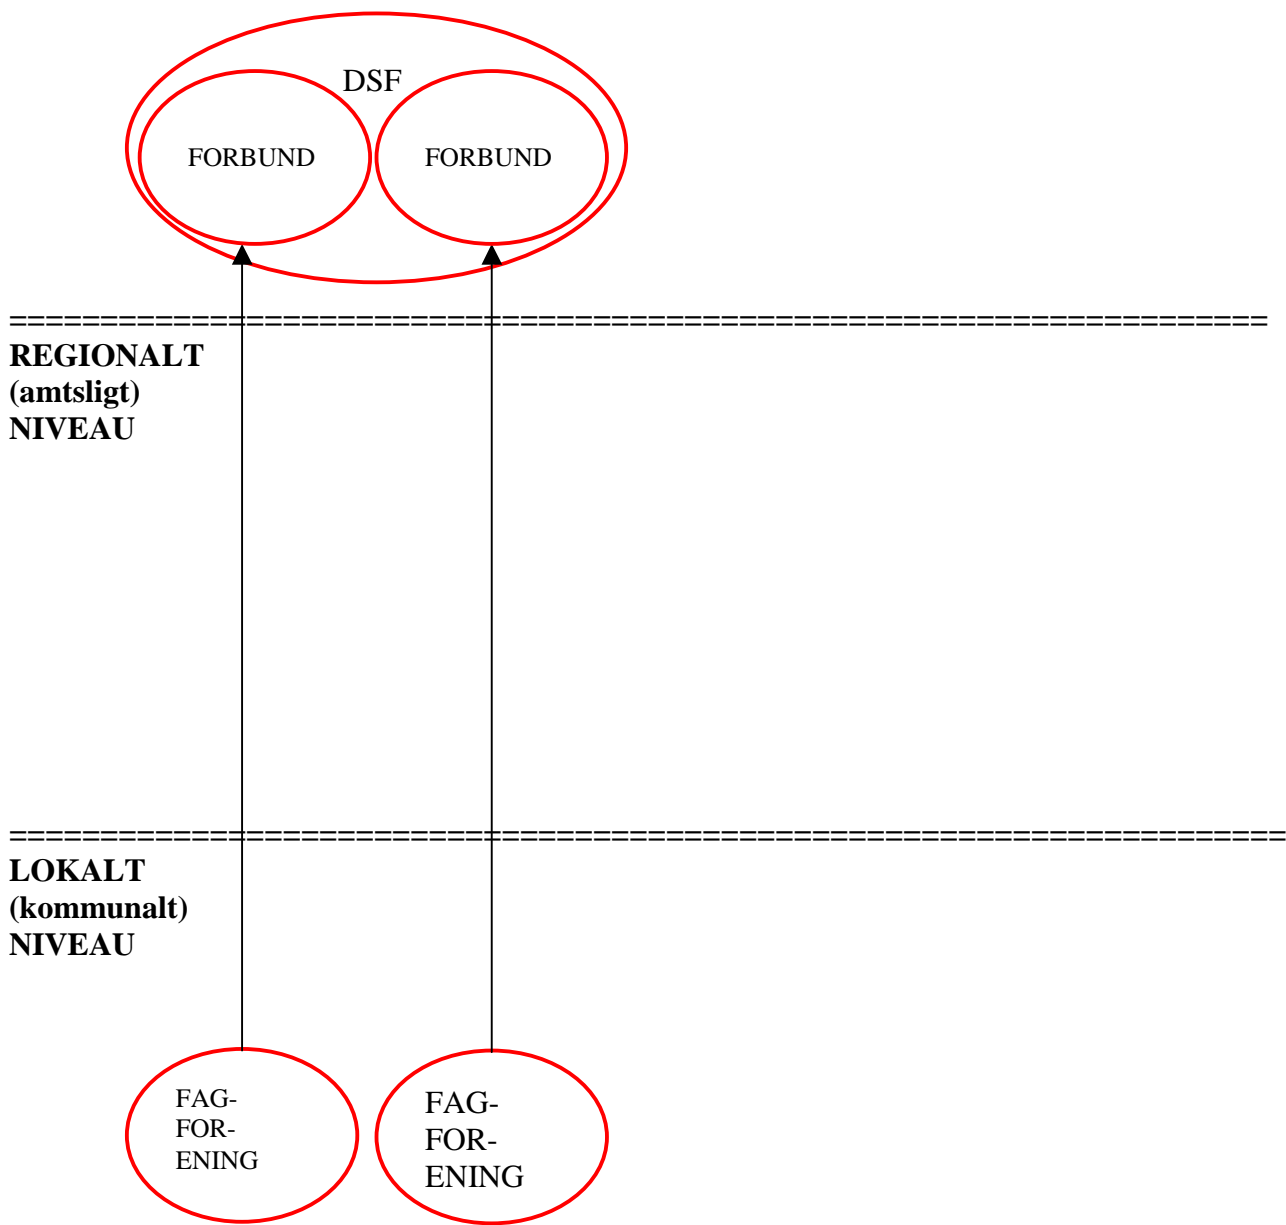 DSF
FORBUND FORBUND
======================================================================
REGIONALT
(amtsligt)
NIVEAU
=======================================================================
LOKALT
(kommunalt)
NIVEAU
FAG-
FOR-
ENING
FAG-
FOR-
ENING